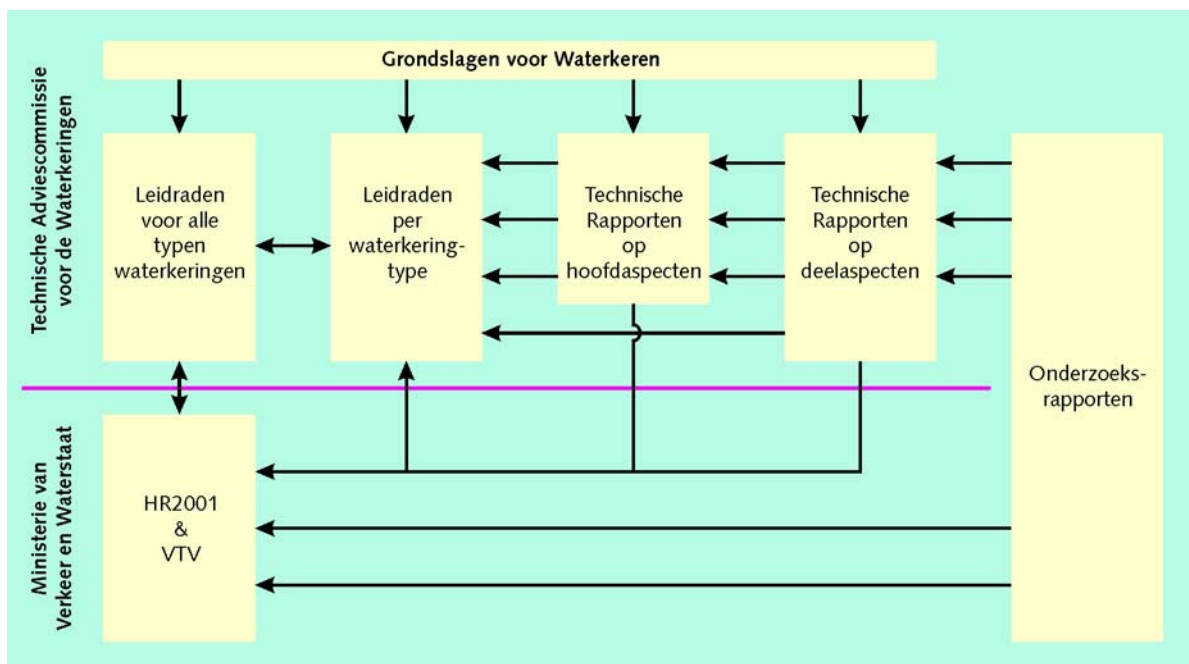 Technische Adviescommissie
voor de Waterkeringen
Grondslagen voor Waterkeren
Leidraden
voor alle
typen
waterkeringen
Leidraden
per
waterkering-
type
Technische
Rapporten
op
hoofdaspecten
Technische
Rapporten
op
deelaspecten
Onderzoeks-
rapporten
Ministerie van
Verkeer en Waterstaat
HR2001
&
VTV